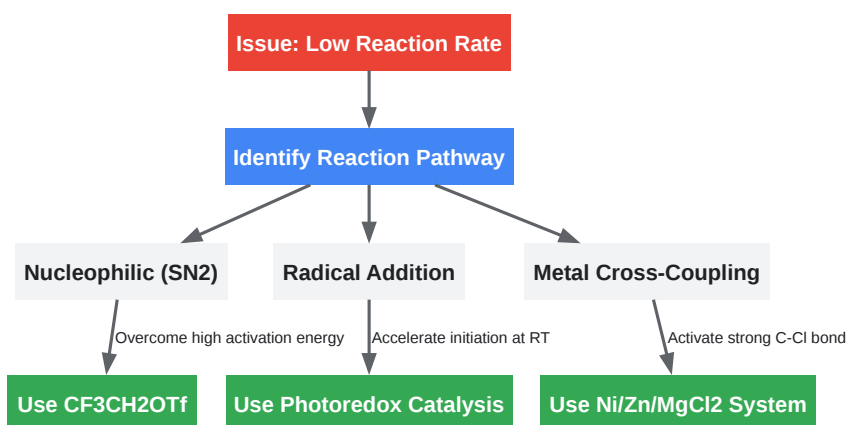 Issue: Low Reaction Rate
Identify Reaction Pathway
Nucleophilic (SN2)
Radical Addition
Metal Cross-Coupling
Overcome high activation energy
Accelerate initiation at RT
Activate strong C-Cl bond
Use CF3CH2OTf
Use Photoredox Catalysis
Use Ni/Zn/MgCl2 System